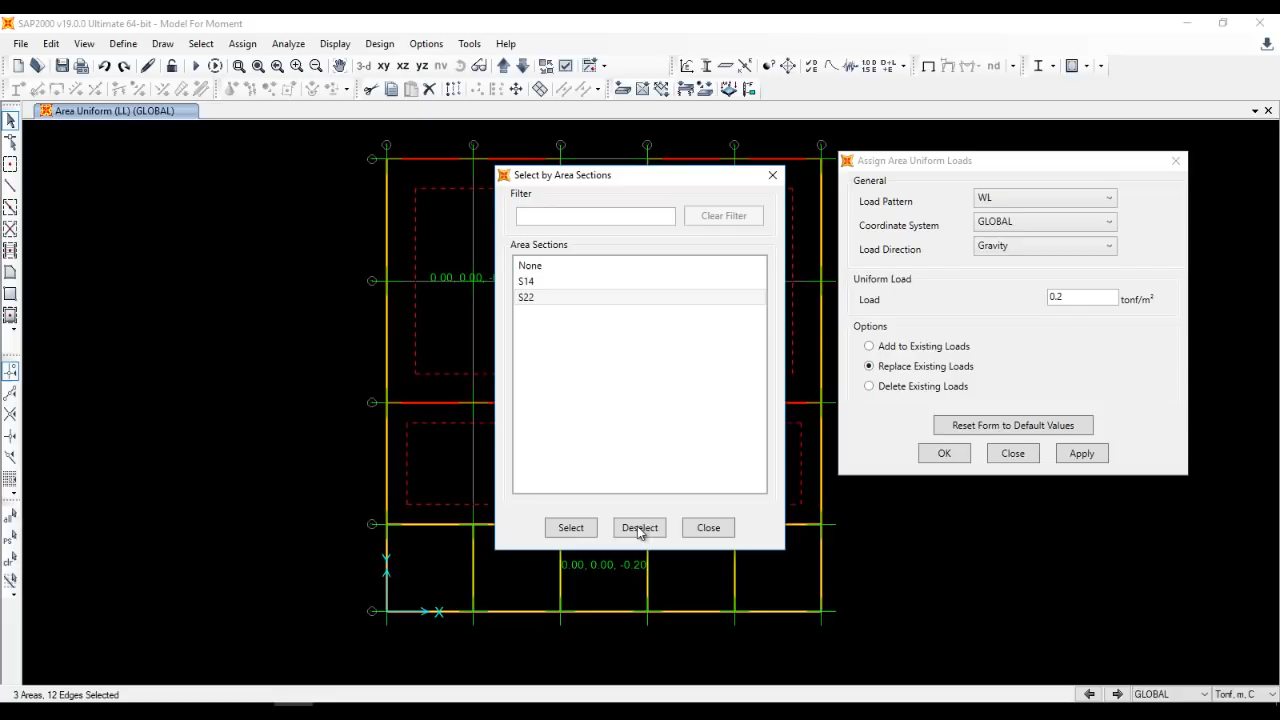 SAP2000 v19.0.0 Ultimate 64-bit - Model For Moment
File Edit View Define Draw Select Assign Analyze Display Design Options Tools Help
3-d xy xz yz nv
nd
Area Uniform (LL) (GLOBAL)
Select by Area Sections
Filter
Clear Filter
Area Sections
None
S14
S22
Select Deselect Close
Assign Area Uniform Loads
General
Load Pattern WL
Coordinate System GLOBAL
Load Direction Gravity
Uniform Load
Load 0.2 tonf/m²
Options
Add to Existing Loads
Replace Existing Loads
Delete Existing Loads
Reset Form to Default Values
OK Close Apply
0.00, 0.00, -
0.00, 0.00, -0.20
Y
X
all
PS
clr
3 Areas, 12 Edges Selected
GLOBAL
Tonf, m, C